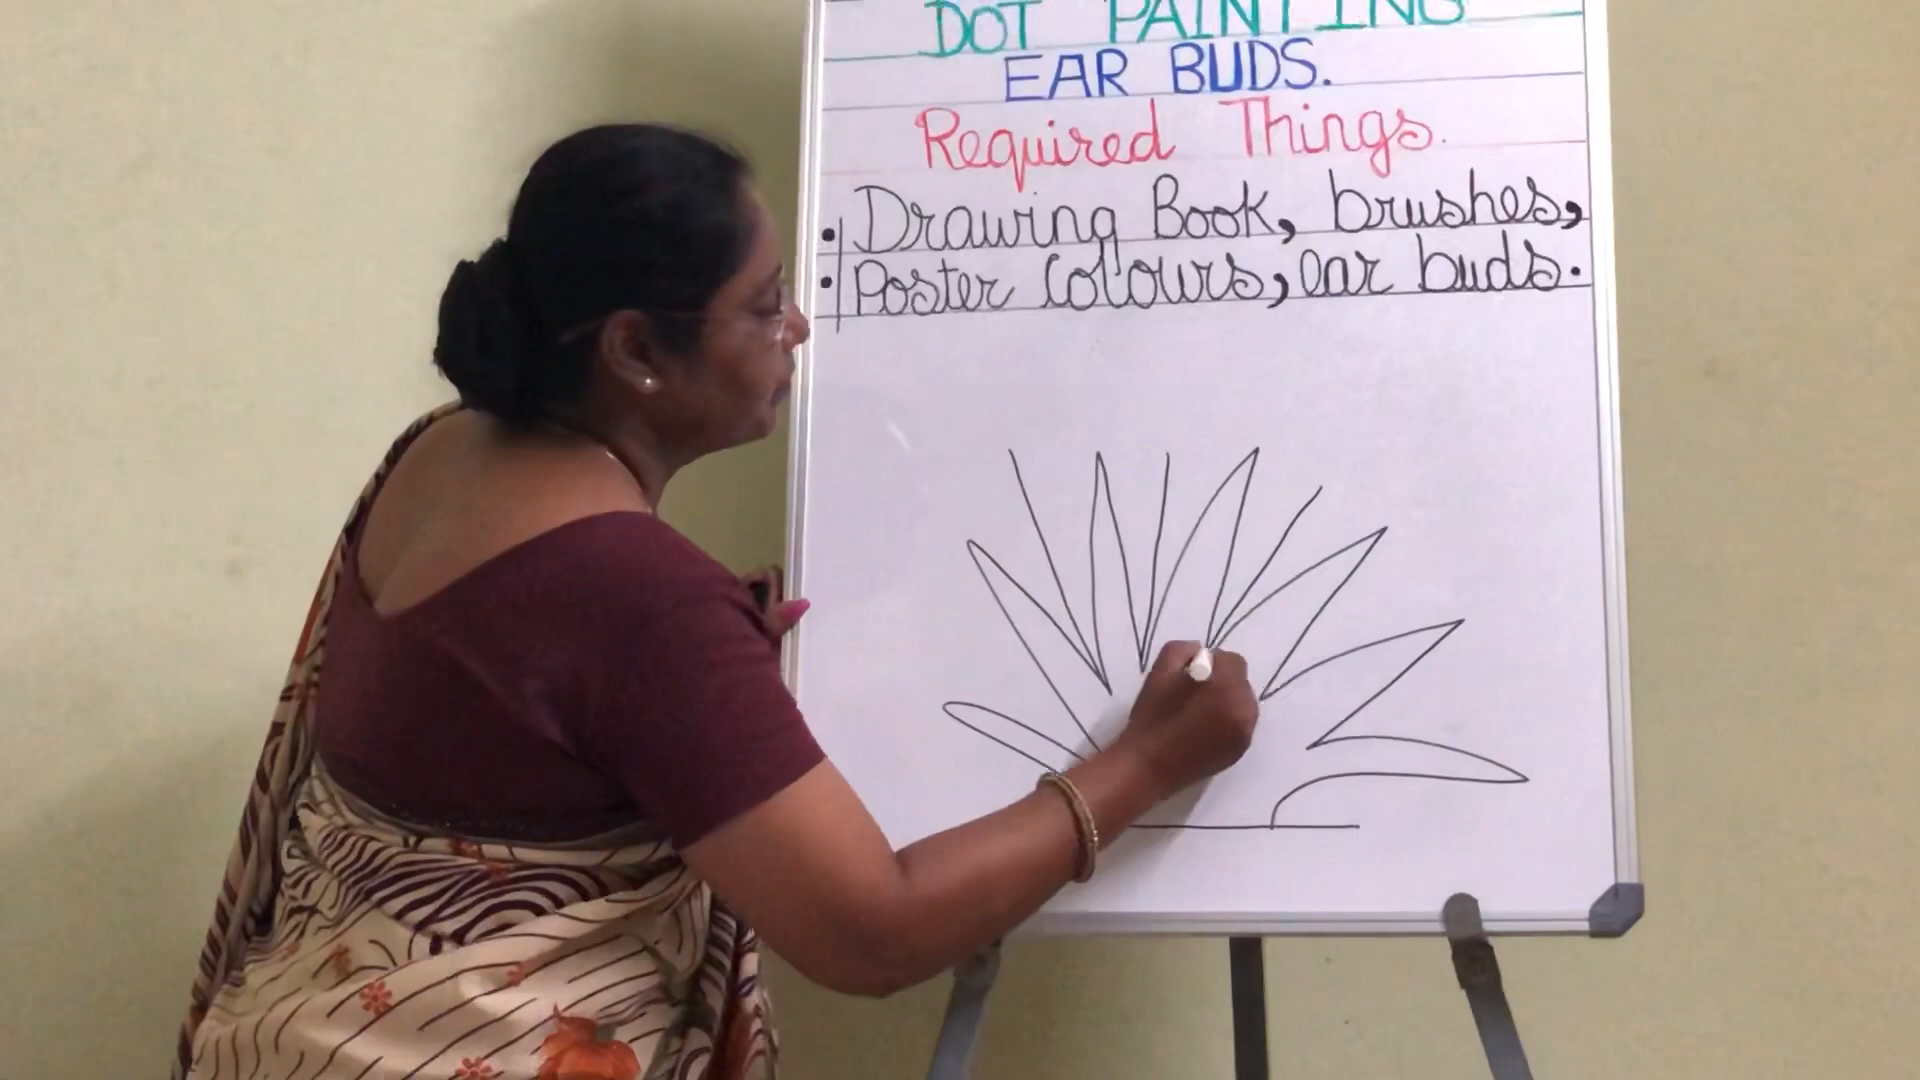 DOT PAINTING
EAR BUDS.
Required Things.
• Drawing Book, brushes,
• Poster Colours, ear buds.